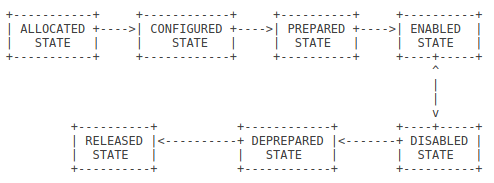 ALLOCATED CONFIGURED PREPARED ENABLED
STATE STATE STATE STATE
RELEASED DEPREPARED DISABLED
STATE STATE STATE